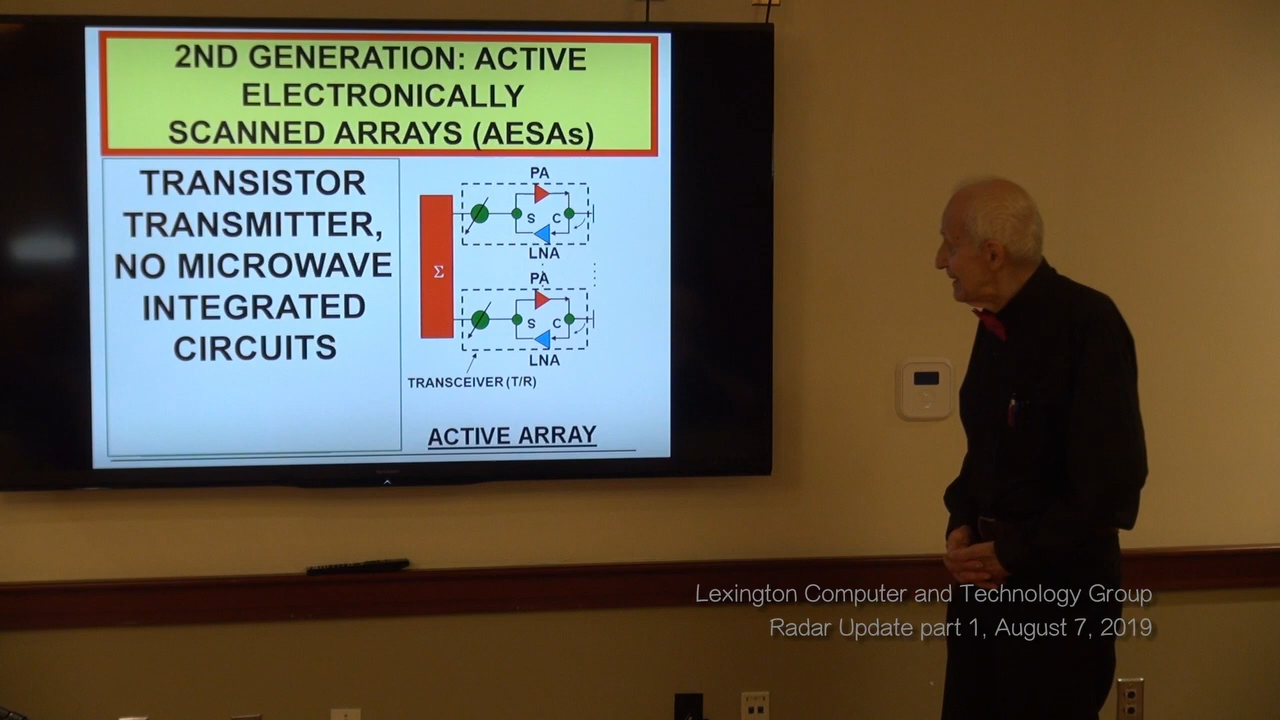 2ND GENERATION: ACTIVE
ELECTRONICALLY
SCANNED ARRAYS (AESAs)
TRANSISTOR
TRANSMITTER,
NO MICROWAVE
INTEGRATED
CIRCUITS
PA
S C
LNA
Σ
PA
S C
LNA
TRANSCEIVER (T/R)
ACTIVE ARRAY
Lexington Computer and Technology Group
Radar Update part 1, August 7, 2019